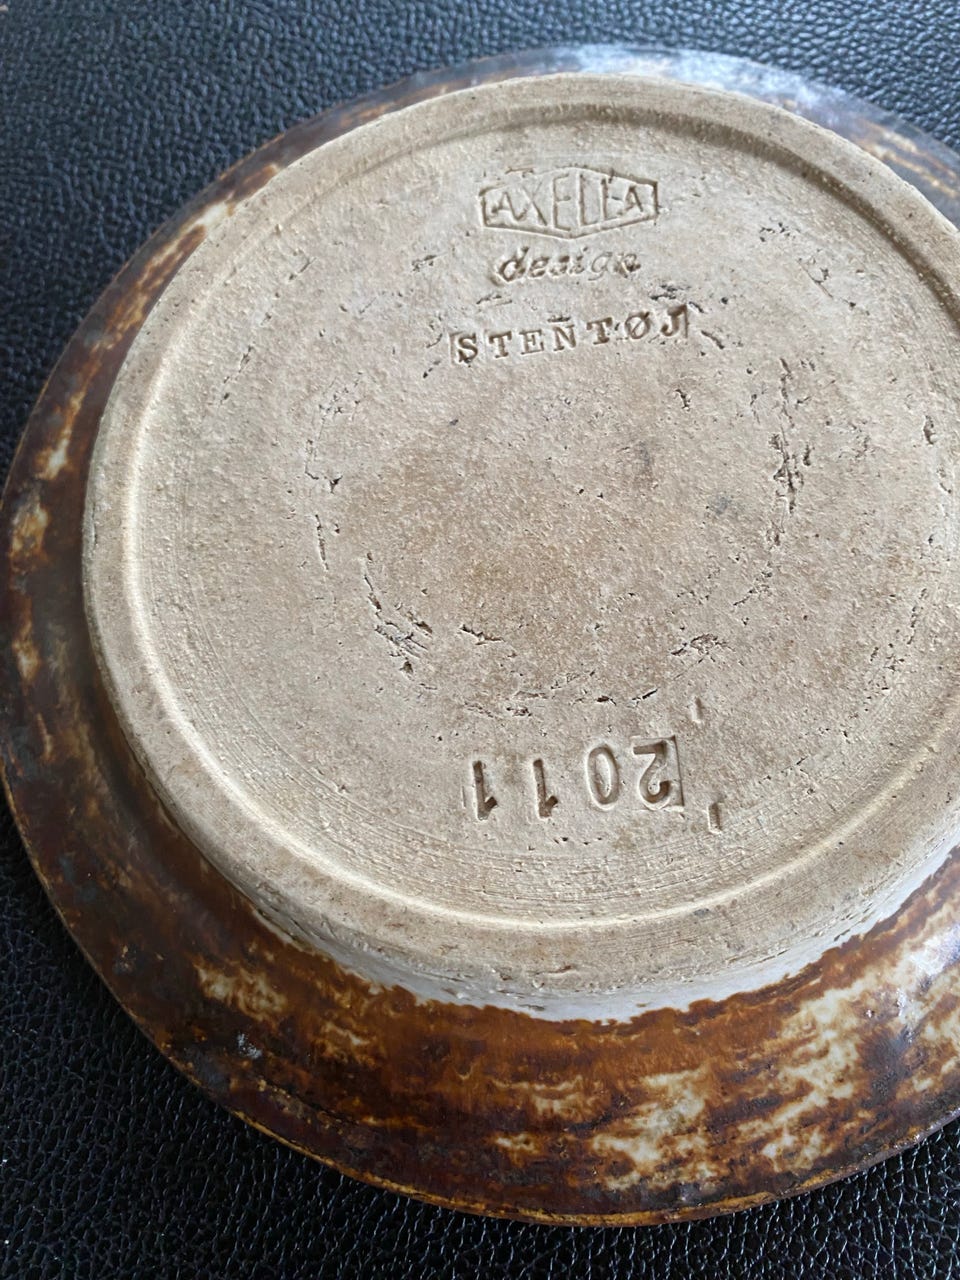 AXELLA
design
STENTØJ
2011